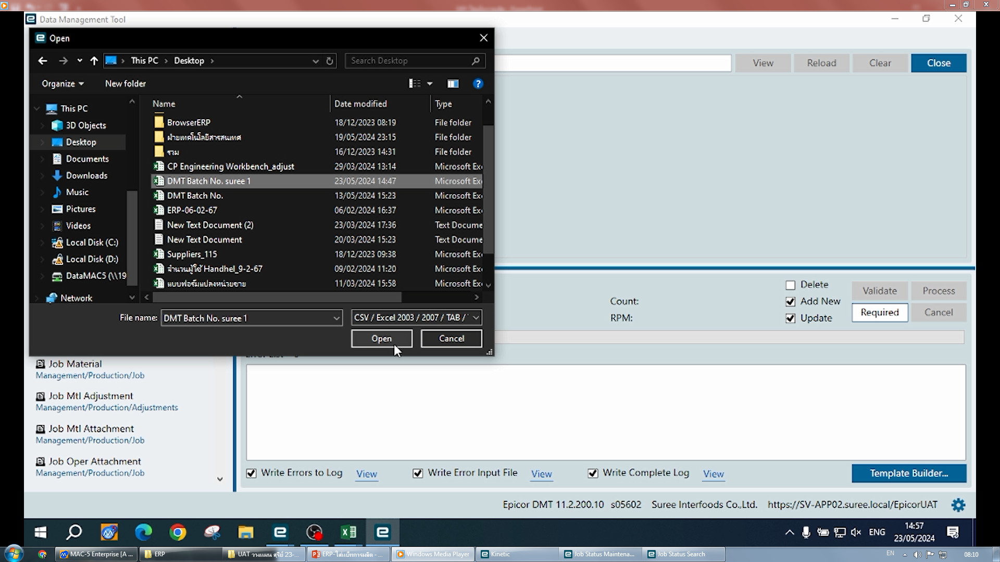 Data Management Tool
Open
This PC > Desktop >
Search Desktop
View
Reload
Clear
Close
Organize
New folder
Name
Date modified
Type
This PC
3D Objects
Desktop
Documents
Downloads
Music
Pictures
Videos
Local Disk (C:)
Local Disk (D:)
DataMAC5 (\\19
Network
BrowserERP 18/12/2023 08:19 File folder
ฝ่ายเทคโนโลยีสารสนเทศ 19/05/2024 23:15 File folder
รวม 16/12/2023 14:31 File folder
CP Engineering Workbench_adjust 29/03/2024 13:14 Microsoft Ex
DMT Batch No. suree 1 23/05/2024 14:47 Microsoft Ex
DMT Batch No. 13/05/2024 15:23 Microsoft Ex
ERP-06-02-67 06/02/2024 16:37 Microsoft Ex
New Text Document (2) 23/03/2024 17:36 Text Docume
New Text Document 20/03/2024 15:23 Text Docume
Suppliers_115 18/12/2023 09:38 Microsoft Ex
จำนวนผู้ใช้ Handhel_9-2-67 09/02/2024 11:20 Microsoft Ex
แบบฟอร์มแปลงหน่วยขาย 11/03/2024 15:58 Microsoft Ex
File name: DMT Batch No. suree 1
CSV / Excel 2003 / 2007 / TAB /
Open
Cancel
Count:
RPM:
Delete
Add New
Update
Validate
Process
Required
Cancel
Job Material
Management/Production/Job
Job Mtl Adjustment
Management/Production/Adjustments
Job Mtl Attachment
Management/Production/Job
Job Oper Attachment
Management/Production/Job
Write Errors to Log View
Write Error Input File View
Write Complete Log View
Template Builder...
Epicor DMT 11.2.200.10 s05602 Suree Interfoods Co.,Ltd. https://SV-APP02.suree.local/EpicorUAT
ENG
14:57
23/05/2024
MAC-5 Enterprise [A ...
ERP
UAT วางแผน สุรีย์ 23-...
ERP-ใส่แบ็ทการผลิต - ...
Windows Media Player
Kinetic
Job Status Maintena...
Job Status Search
EN
08:10